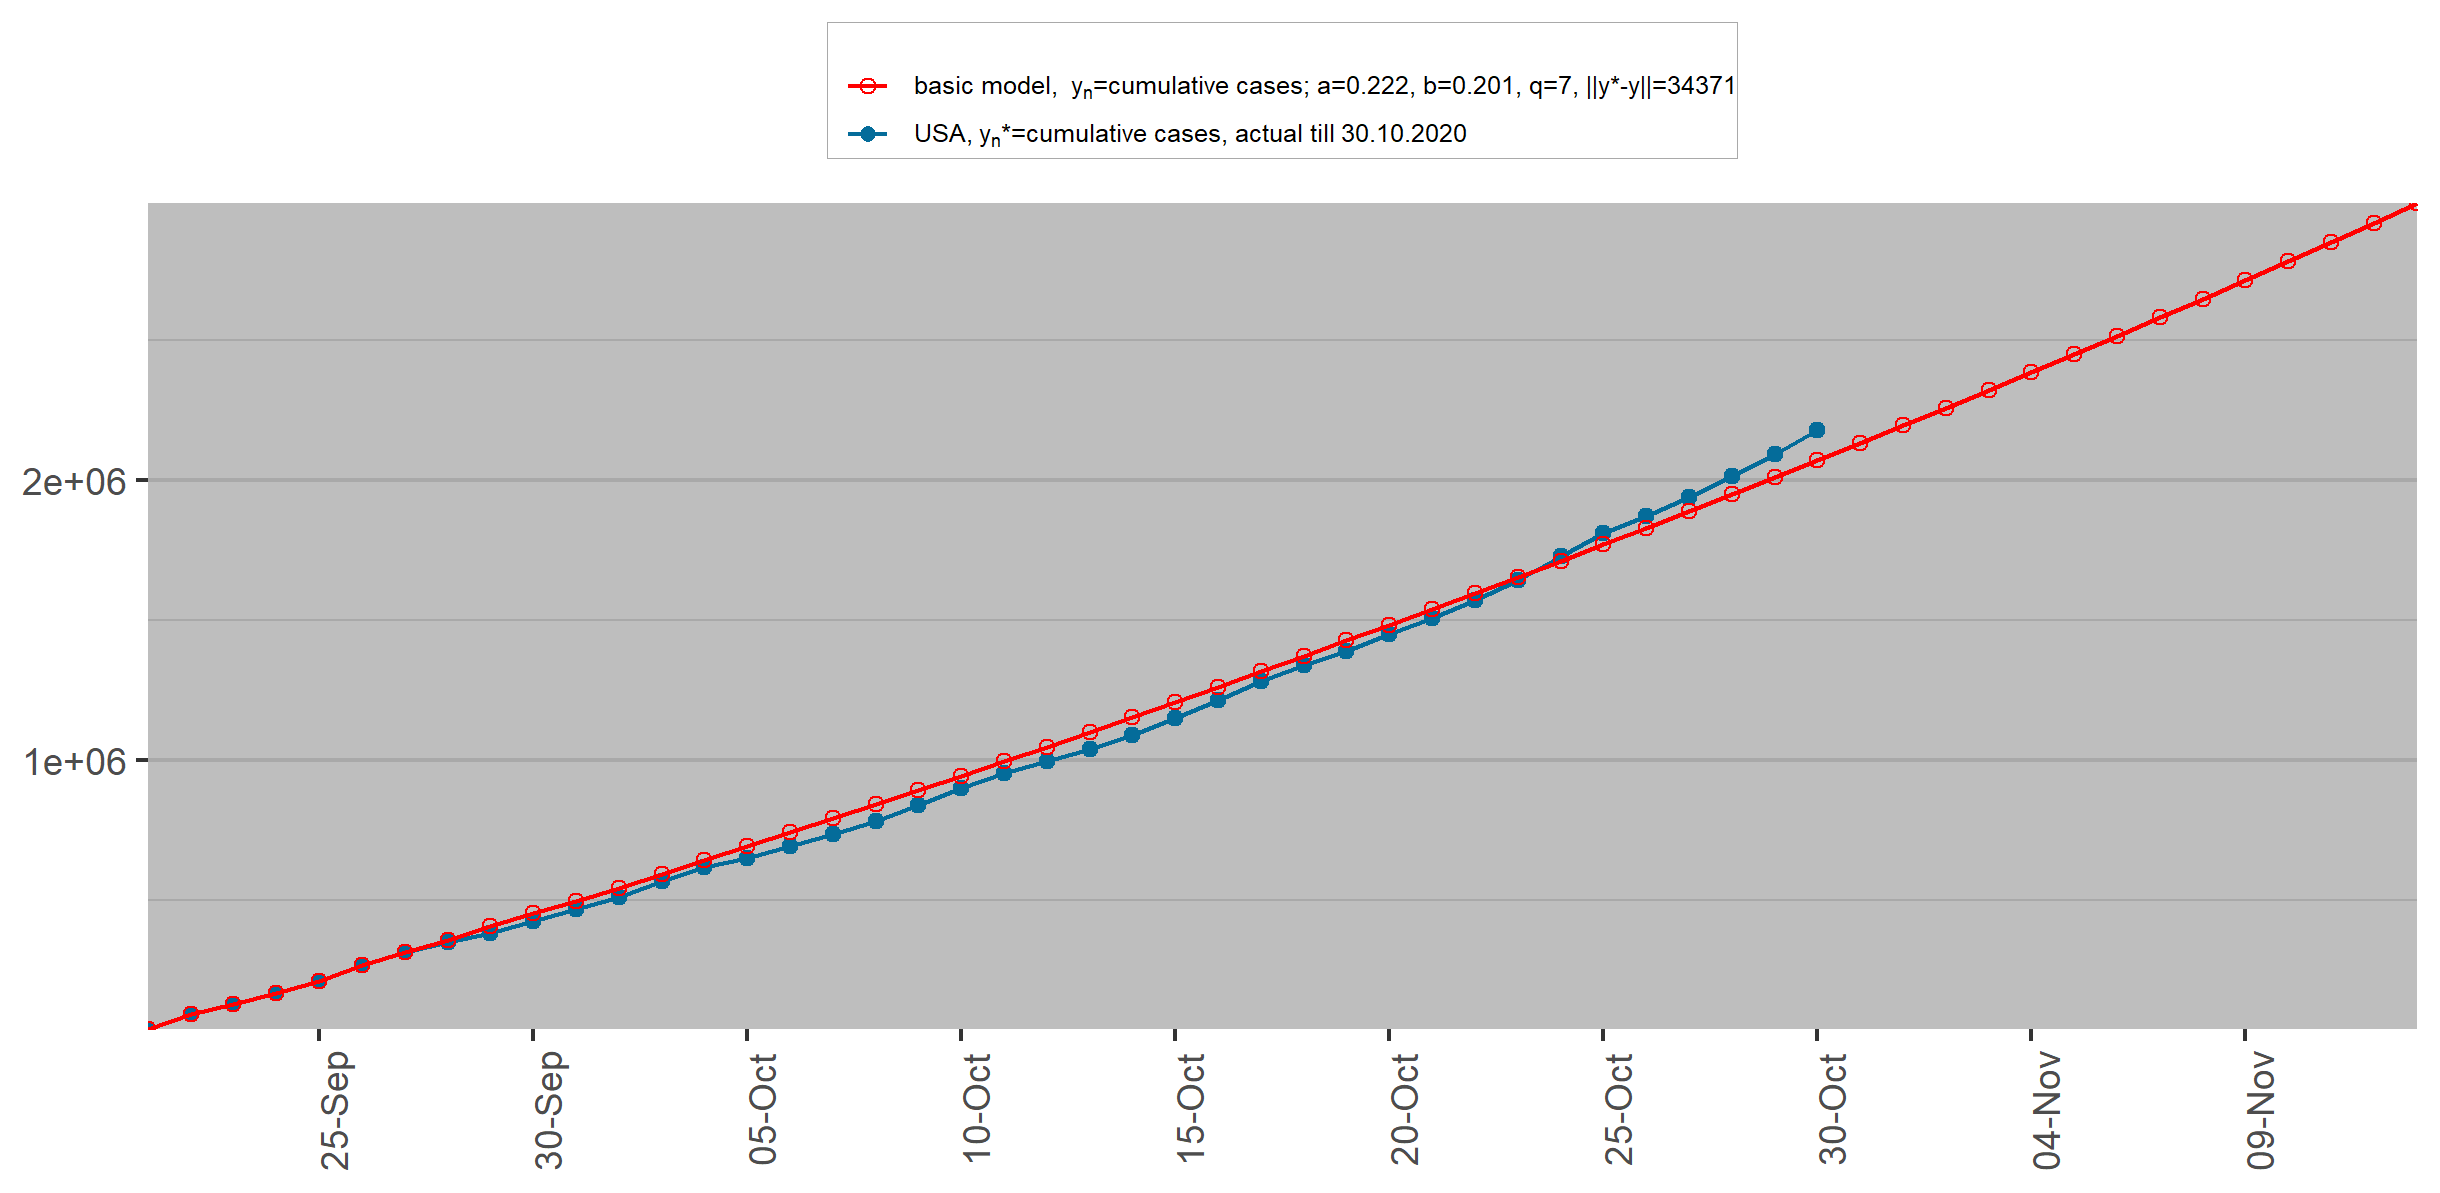 basic model,  yₙ=cumulative cases; a=0.222, b=0.201, q=7, ||y*-y||=34371
USA, yₙ*=cumulative cases, actual till 30.10.2020
2e+06
1e+06
25-Sep
30-Sep
05-Oct
10-Oct
15-Oct
20-Oct
25-Oct
30-Oct
04-Nov
09-Nov